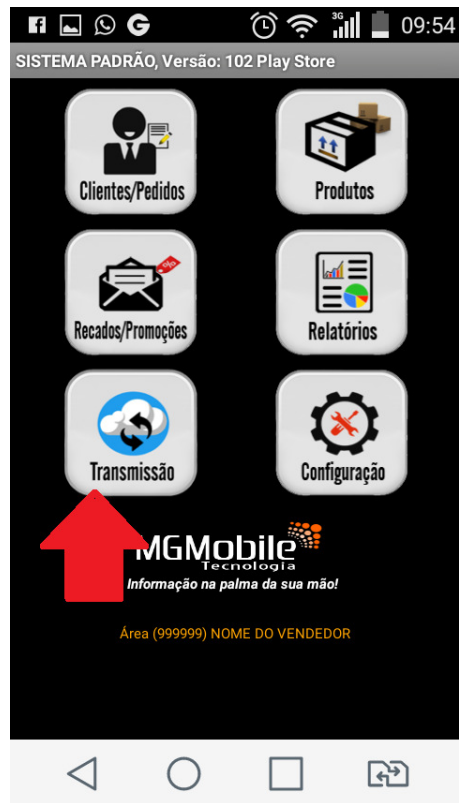 3G
09:54
SISTEMA PADRÃO, Versão: 102 Play Store
Clientes/Pedidos
Produtos
Recados/Promoções
Relatórios
Transmissão
Configuração
MGMobile
Tecnologia
Informação na palma da sua mão!
Área (999999) NOME DO VENDEDOR